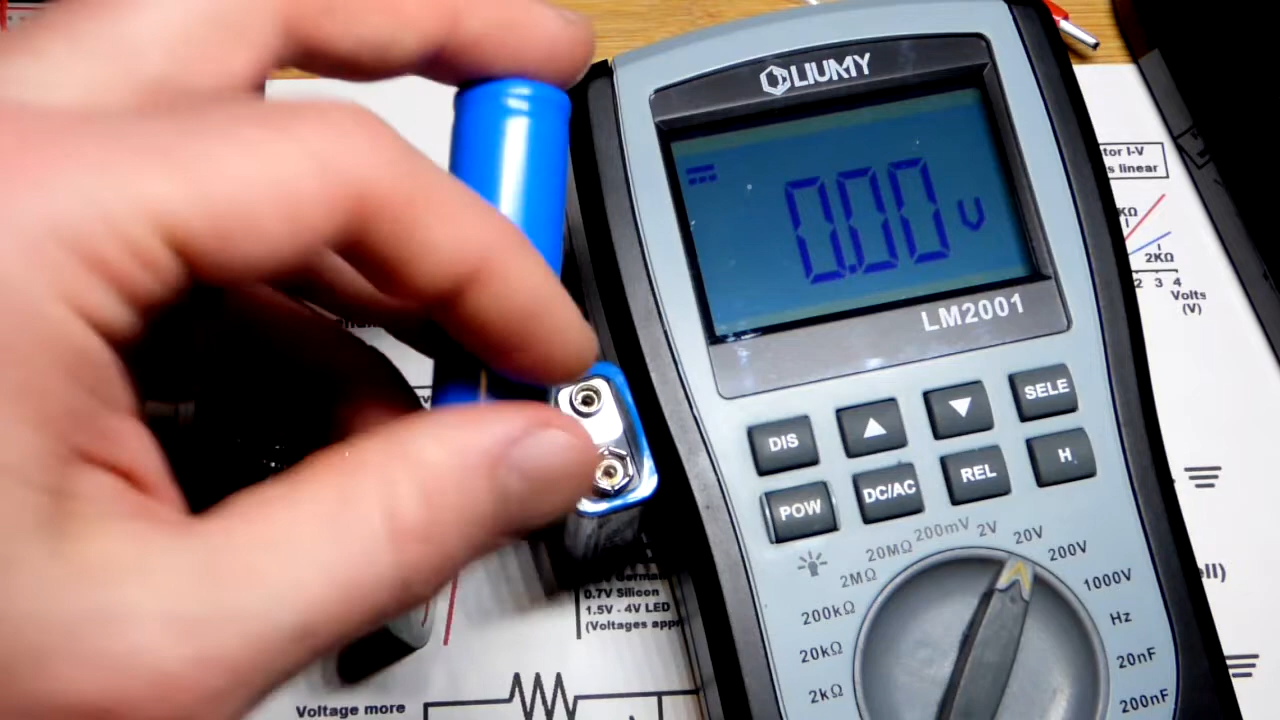 LIUMY
0.00 V
LM2001
DIS
▲
▼
SELE
POW
DC/AC
REL
H
200mV
2V
20V
200V
1000V
Hz
20nF
200nF
20MΩ
2MΩ
200kΩ
20kΩ
2kΩ
tor I-V
s linear
KΩ
2KΩ
2 3 4
Volts
(V)
0.7V Silicon
1.5V - 4V LED
(Voltages
Voltage more